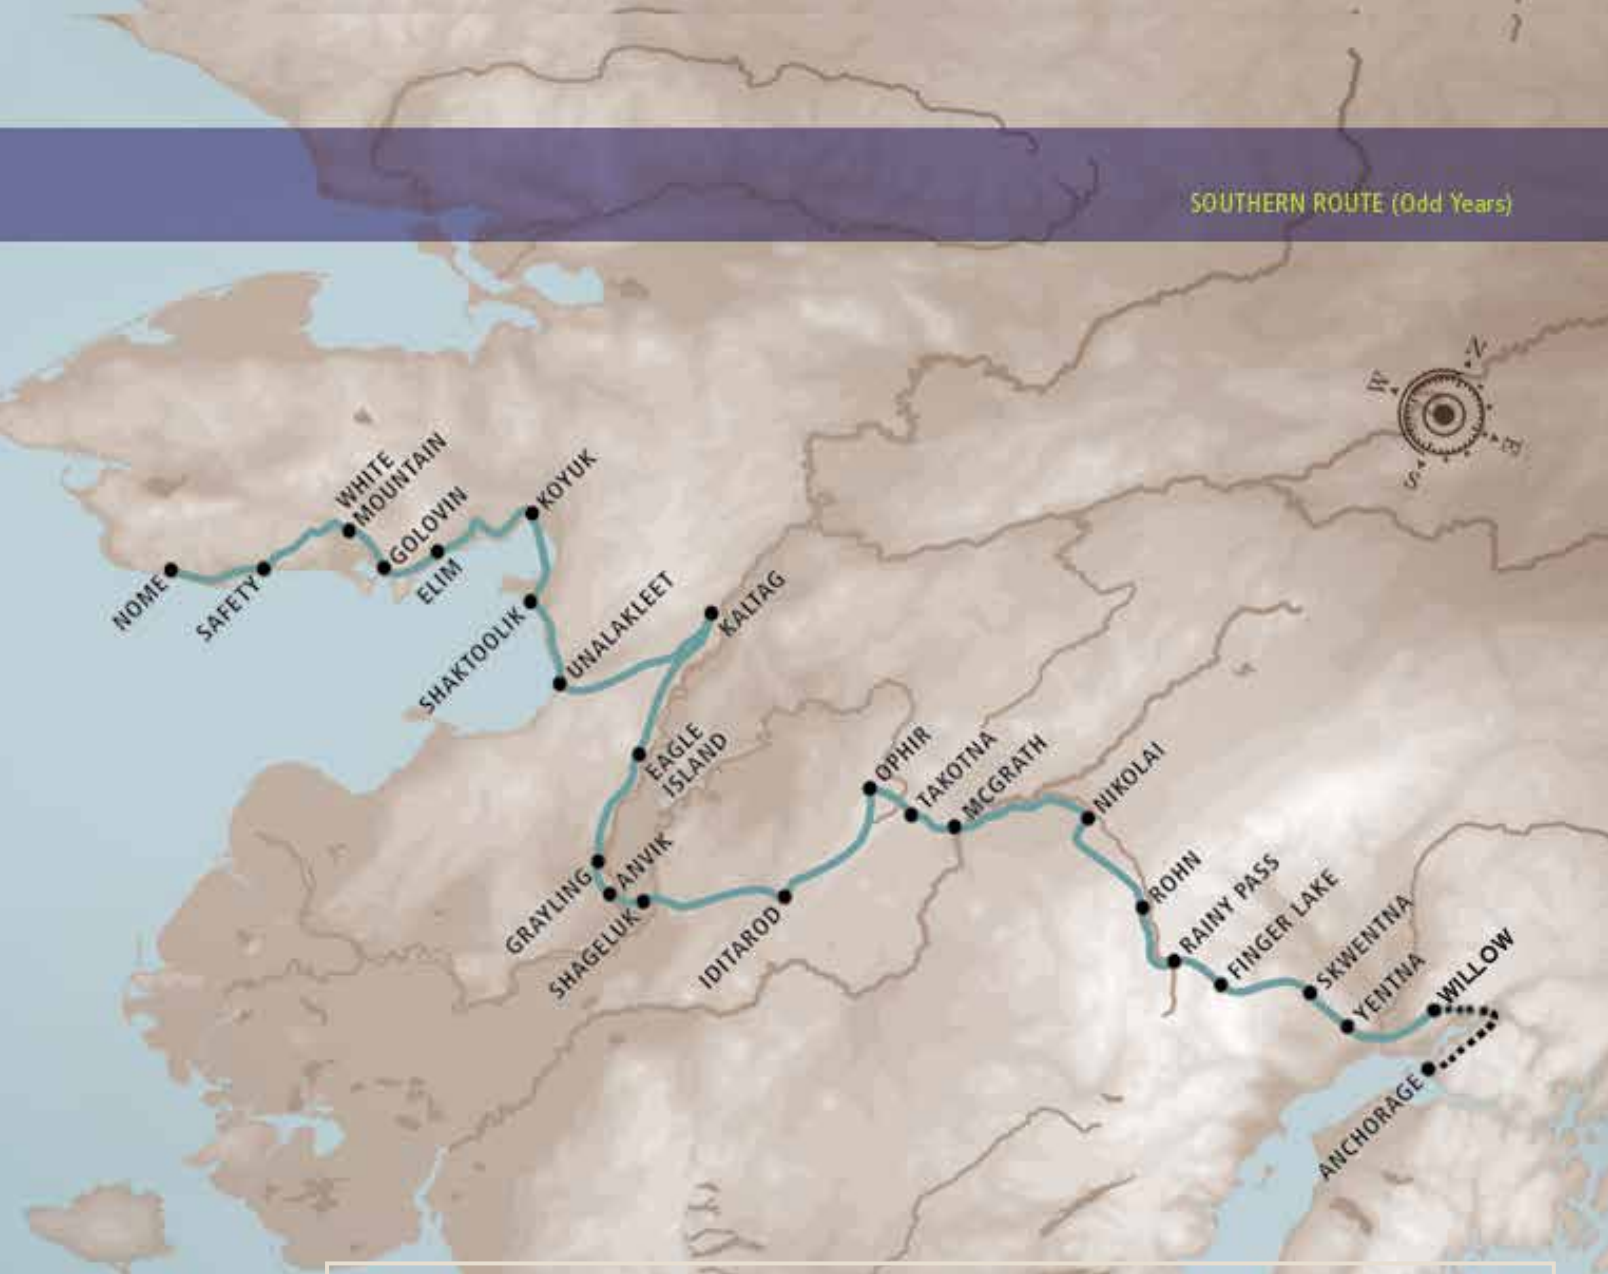 SOUTHERN ROUTE (Odd Years)
N
W
E
S
WHITE
MOUNTAIN
KOYUK
GOLOVIN
ELIM
NOME
SAFETY
SHAKTOOLIK
UNALAKLEET
KALTAG
EAGLE
ISLAND
OPHIR
TAKOTNA
MCGRATH
NIKOLAI
GRAYLING
ANVIK
SHAGELUK
IDITAROD
ROHN
RAINY PASS
FINGER LAKE
SKWENTNA
YENTNA
WILLOW
ANCHORAGE